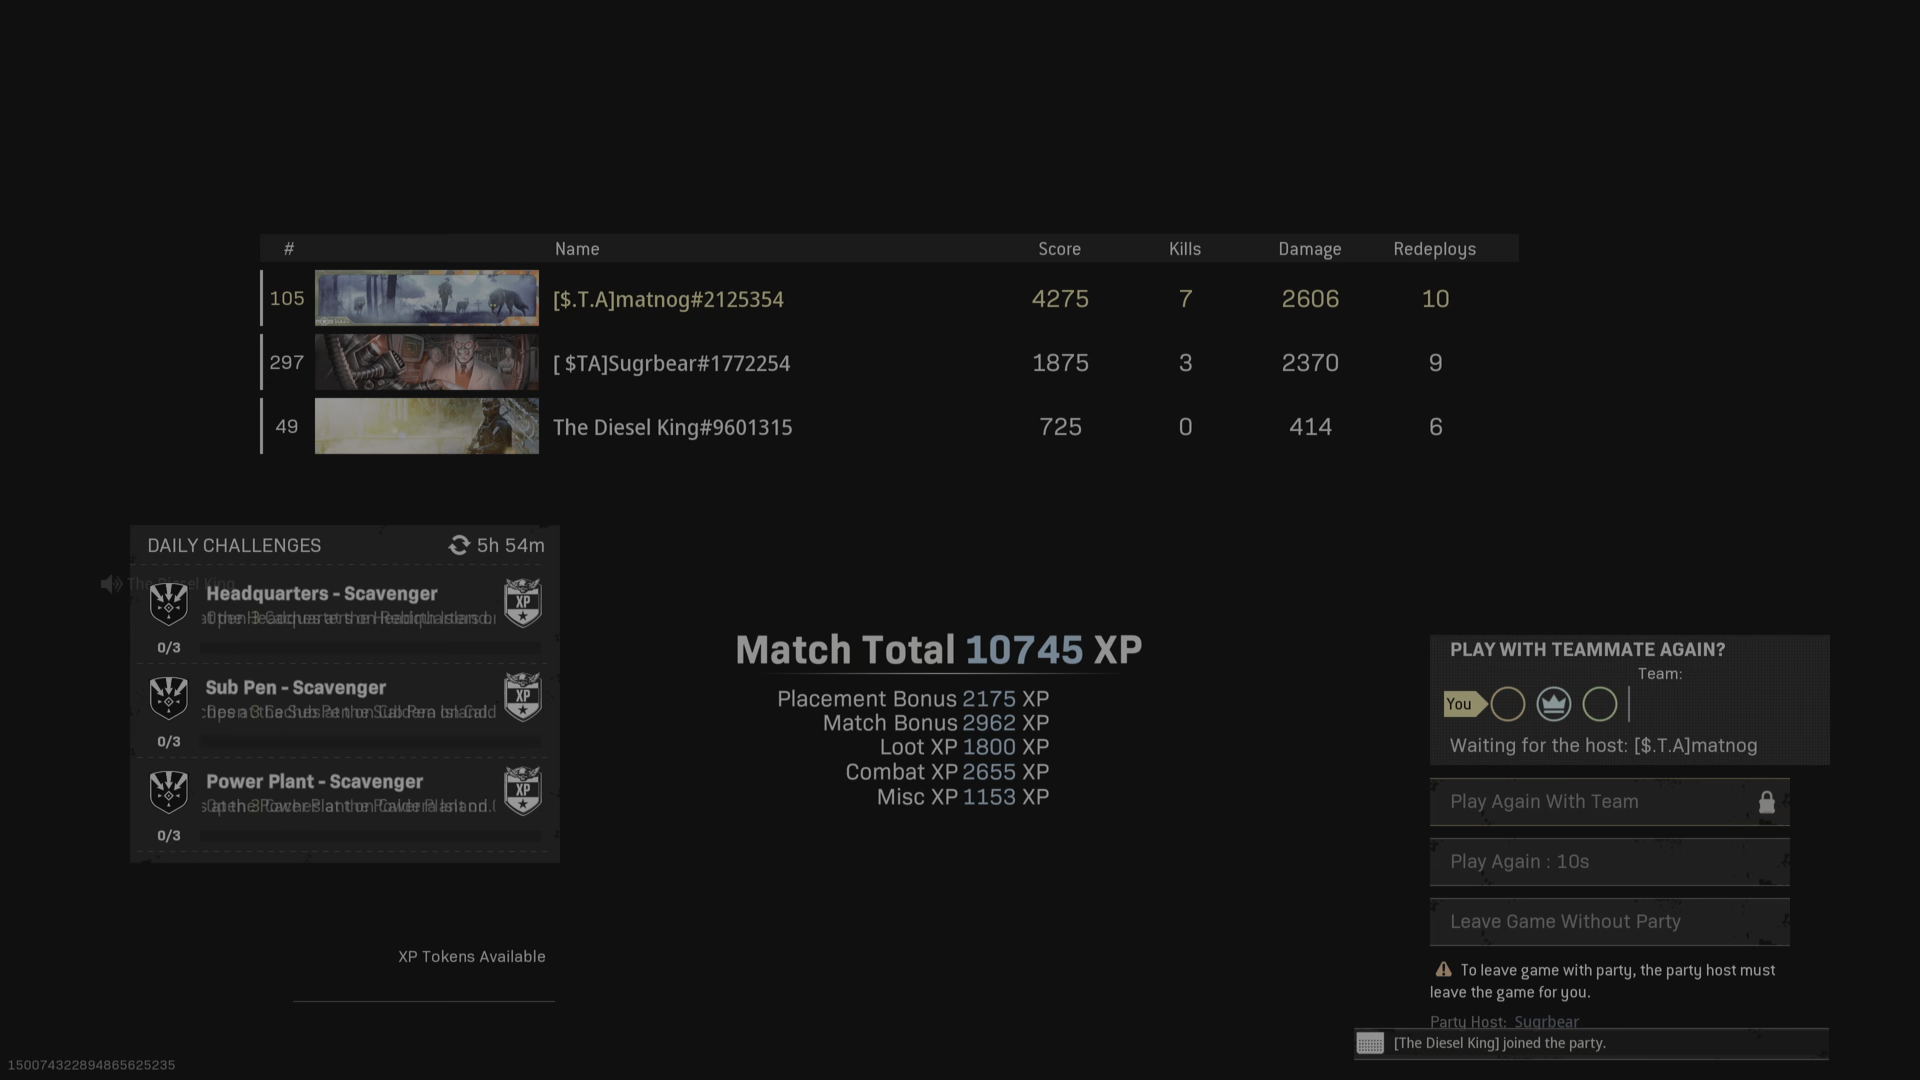 # Name Score Kills Damage Redeploys
105 [$.T.A]matnog#2125354 4275 7 2606 10
297 [ $TA]Sugrbear#1772254 1875 3 2370 9
49 The Diesel King#9601315 725 0 414 6
DAILY CHALLENGES 5h 54m
The Diesel King
Headquarters - Scavenger
XP
0/3
Sub Pen - Scavenger
XP
0/3
Power Plant - Scavenger
XP
0/3
XP Tokens Available
Match Total 10745 XP
Placement Bonus 2175 XP
Match Bonus 2962 XP
Loot XP 1800 XP
Combat XP 2655 XP
Misc XP 1153 XP
PLAY WITH TEAMMATE AGAIN?
Team:
You
Waiting for the host: [$.T.A]matnog
Play Again With Team
Play Again : 10s
Leave Game Without Party
To leave game with party, the party host must
leave the game for you.
Party Host: Sugrbear
[The Diesel King] joined the party.
150074322894865625235